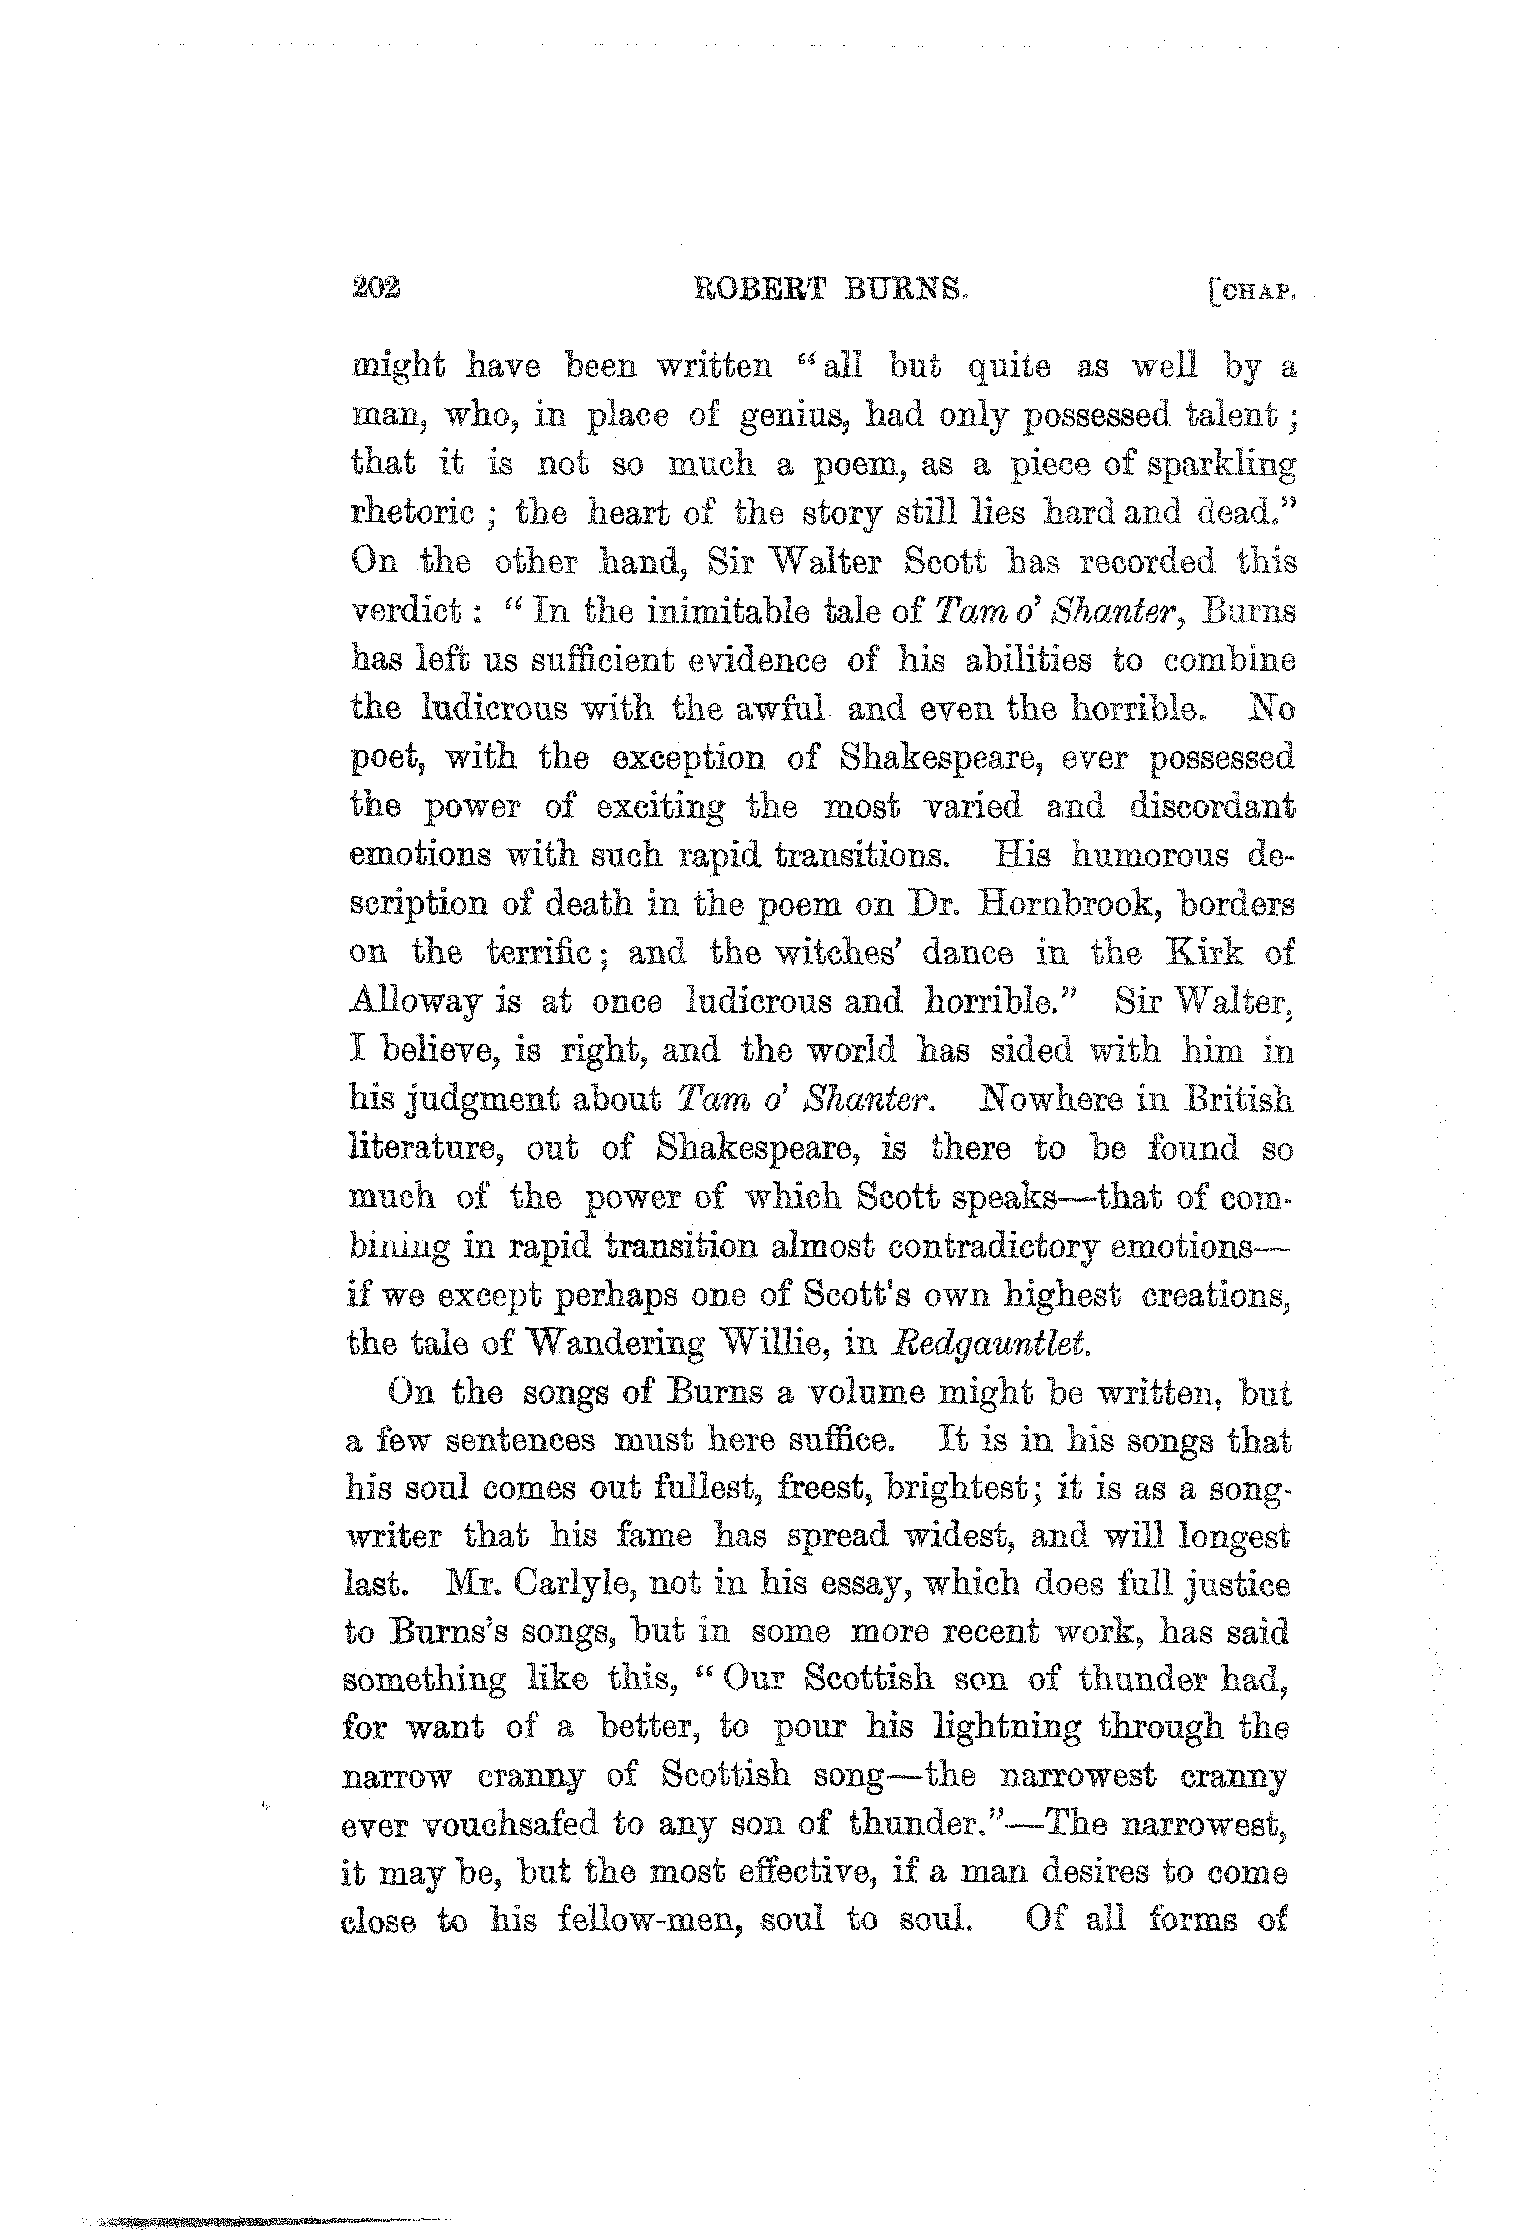 202 ROBERT BURNS. [CHAP.
might have been written “all but quite as well by a
man, who, in place of genius, had only possessed talent ;
that it is not so much a poem, as a piece of sparkling
rhetoric ; the heart of the story still lies hard and dead.”
On the other hand, Sir Walter Scott has recorded this
verdict : “ In the inimitable tale of Tam o’ Shanter, Burns
has left us sufficient evidence of his abilities to combine
the ludicrous with the awful and even the horrible. No
poet, with the exception of Shakespeare, ever possessed
the power of exciting the most varied and discordant
emotions with such rapid transitions. His humorous de-
scription of death in the poem on Dr. Hornbrook, borders
on the terrific ; and the witches’ dance in the Kirk of
Alloway is at once ludicrous and horrible.” Sir Walter,
I believe, is right, and the world has sided with him in
his judgment about Tam o’ Shanter. Nowhere in British
literature, out of Shakespeare, is there to be found so
much of the power of which Scott speaks—that of com-
bining in rapid transition almost contradictory emotions—
if we except perhaps one of Scott's own highest creations,
the tale of Wandering Willie, in Redgauntlet.
On the songs of Burns a volume might be written, but
a few sentences must here suffice. It is in his songs that
his soul comes out fullest, freest, brightest; it is as a song-
writer that his fame has spread widest, and will longest
last. Mr. Carlyle, not in his essay, which does full justice
to Burns’s songs, but in some more recent work, has said
something like this, “ Our Scottish son of thunder had,
for want of a better, to pour his lightning through the
narrow cranny of Scottish song—the narrowest cranny
ever vouchsafed to any son of thunder.”—The narrowest,
it may be, but the most effective, if a man desires to come
close to his fellow-men, soul to soul. Of all forms of